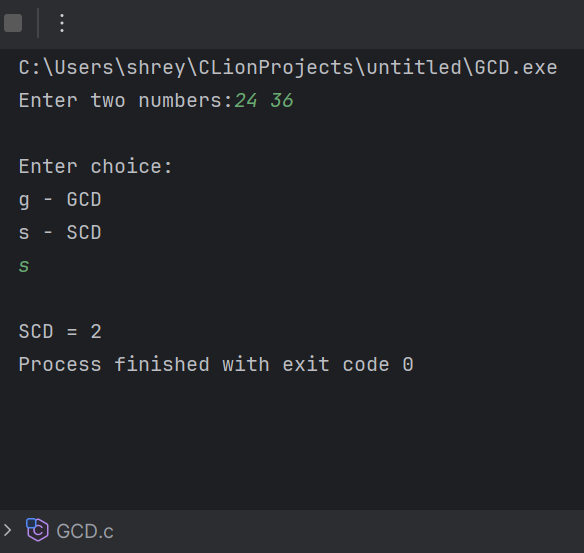 C:\Users\shrey\CLionProjects\untitled\GCD.exe
Enter two numbers:24 36
Enter choice:
g - GCD
s - SCD
s
SCD = 2
Process finished with exit code 0
GCD.c